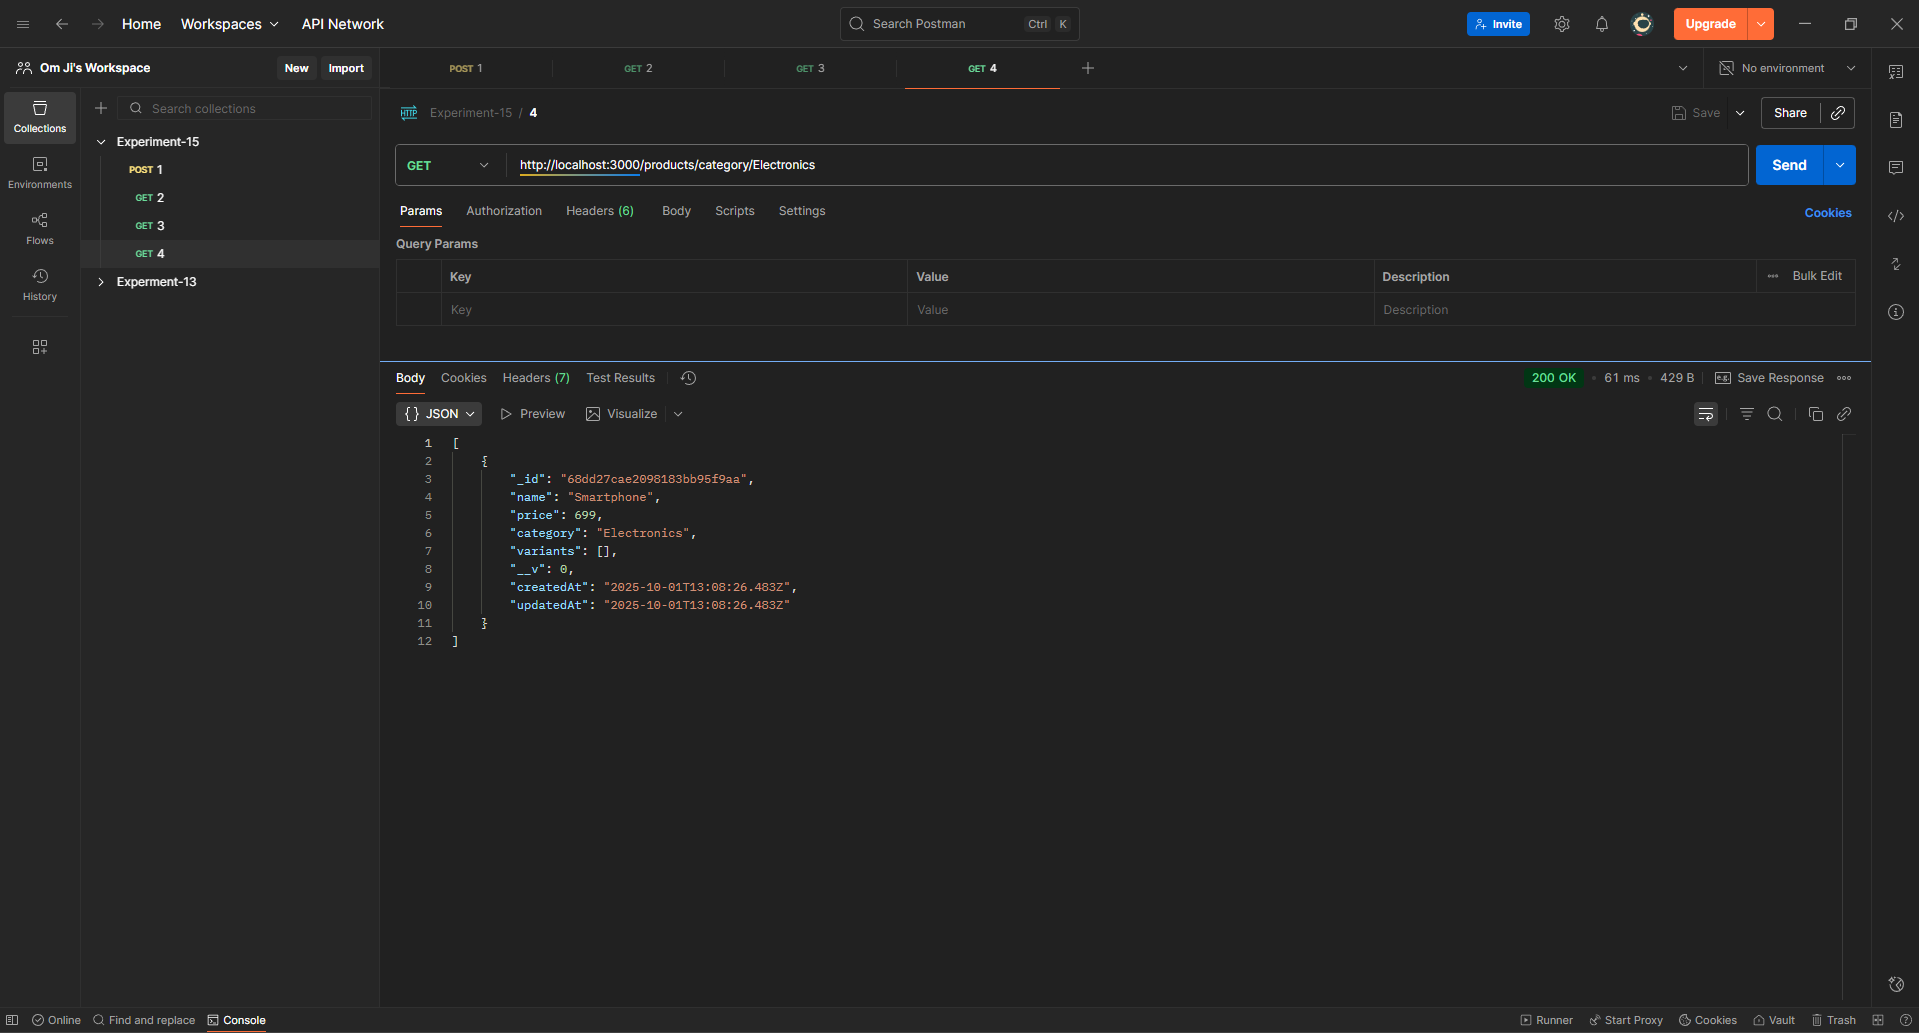 Home Workspaces API Network Search Postman Ctrl K Invite Upgrade
Om Ji's Workspace New Import POST 1 GET 2 GET 3 GET 4 No environment
Collections
Environments
Flows
History
Search collections
Experiment-15
POST 1
GET 2
GET 3
GET 4
Experment-13
HTTP Experiment-15 / 4 Save Share
GET http://localhost:3000/products/category/Electronics Send
Params Authorization Headers (6) Body Scripts Settings Cookies
Query Params
Key Value Description Bulk Edit
Key Value Description
Body Cookies Headers (7) Test Results 200 OK 61 ms 429 B e.g. Save Response
{} JSON Preview Visualize
1 [
2 {
3 "_id": "68dd27cae2098183bb95f9aa",
4 "name": "Smartphone",
5 "price": 699,
6 "category": "Electronics",
7 "variants": [],
8 "__v": 0,
9 "createdAt": "2025-10-01T13:08:26.483Z",
10 "updatedAt": "2025-10-01T13:08:26.483Z"
11 }
12 ]
Online Find and replace Console Runner Start Proxy Cookies Vault Trash